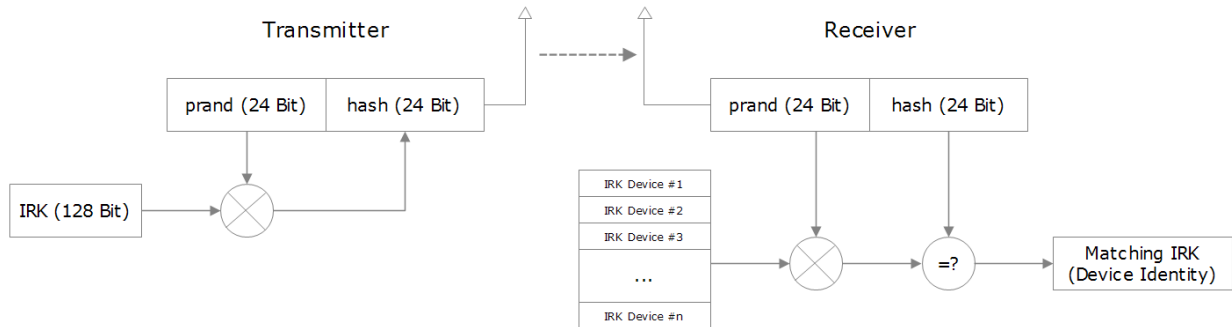 Transmitter
Receiver
prand (24 Bit)
hash (24 Bit)
prand (24 Bit)
hash (24 Bit)
IRK (128 Bit)
IRK Device #1
IRK Device #2
IRK Device #3
...
IRK Device #n
=?
Matching IRK
(Device Identity)